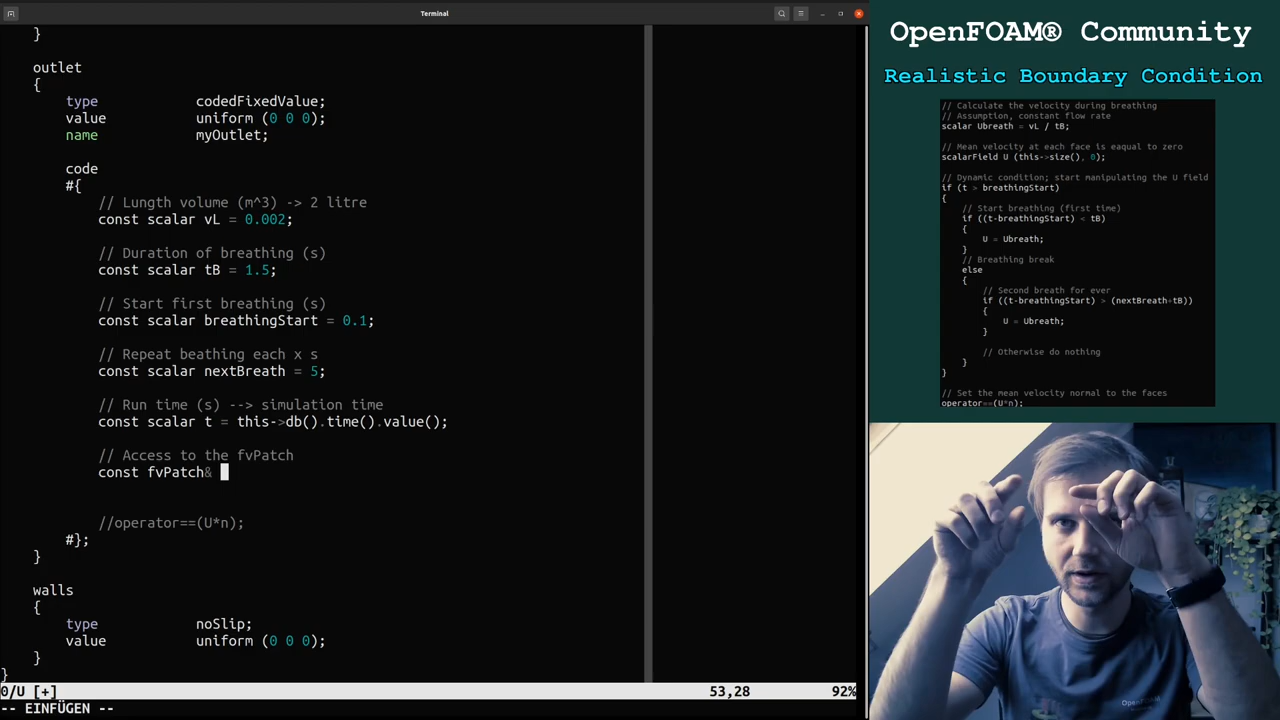 Terminal
}
outlet
{
type codedFixedValue;
value uniform (0 0 0);
name myOutlet;
code
#{
// Lungth volume (m^3) -> 2 litre
const scalar vL = 0.002;
// Duration of breathing (s)
const scalar tB = 1.5;
// Start first breathing (s)
const scalar breathingStart = 0.1;
// Repeat beathing each x s
const scalar nextBreath = 5;
// Run time (s) --> simulation time
const scalar t = this->db().time().value();
// Access to the fvPatch
const fvPatch&
//operator==(U*n);
#};
}
walls
{
type noSlip;
value uniform (0 0 0);
}
}
0/U [+] 53,28 92%
-- EINFÜGEN --
OpenFOAM® Community
Realistic Boundary Condition
// Calculate the velocity during breathing
// Assumption, constant flow rate
scalar Ubreath = vL / tB;
// Mean velocity at each face is eaqual to zero
scalarField U (this->size(), 0);
// Dynamic condition; start manipulating the U field
if (t > breathingStart)
{
// Start breathing (first time)
if ((t-breathingStart) < tB)
{
U = Ubreath;
}
// Breathing break
else
{
// Second breath for ever
if ((t-breathingStart) > (nextBreath+tB))
{
U = Ubreath;
}
// Otherwise do nothing
}
}
// Set the mean velocity normal to the faces
operator==(U*n);